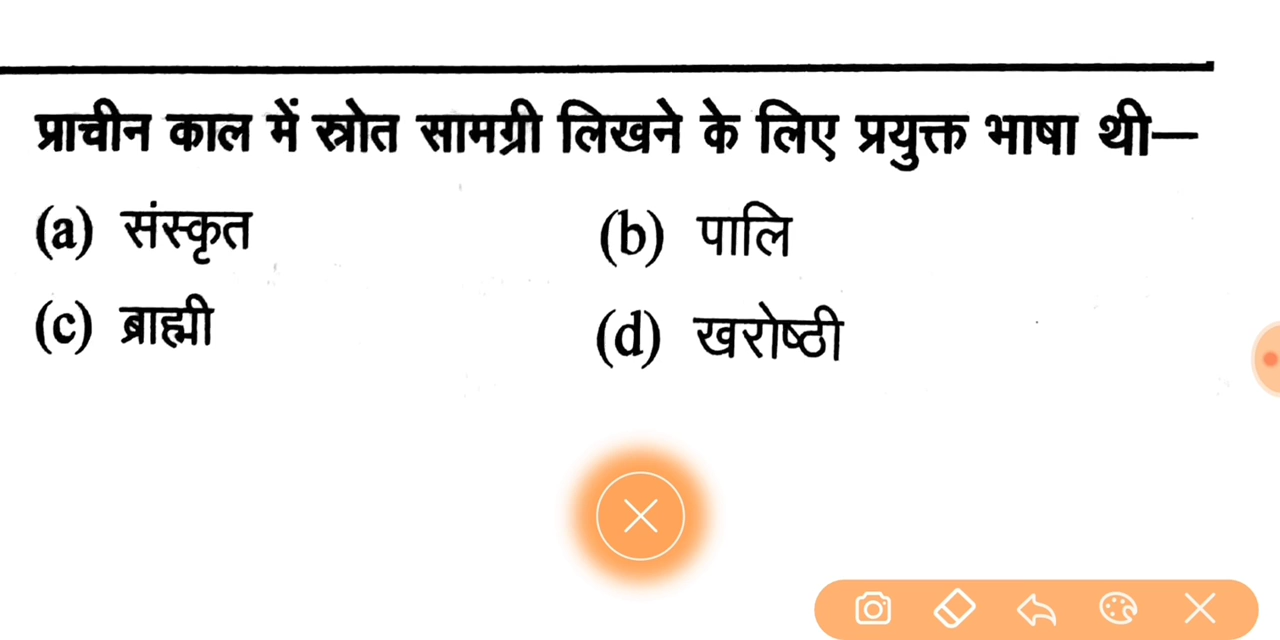 प्राचीन काल में स्रोत सामग्री लिखने के लिए प्रयुक्त भाषा थी—
(a) संस्कृत (b) पालि
(c) ब्राह्मी (d) खरोष्ठी